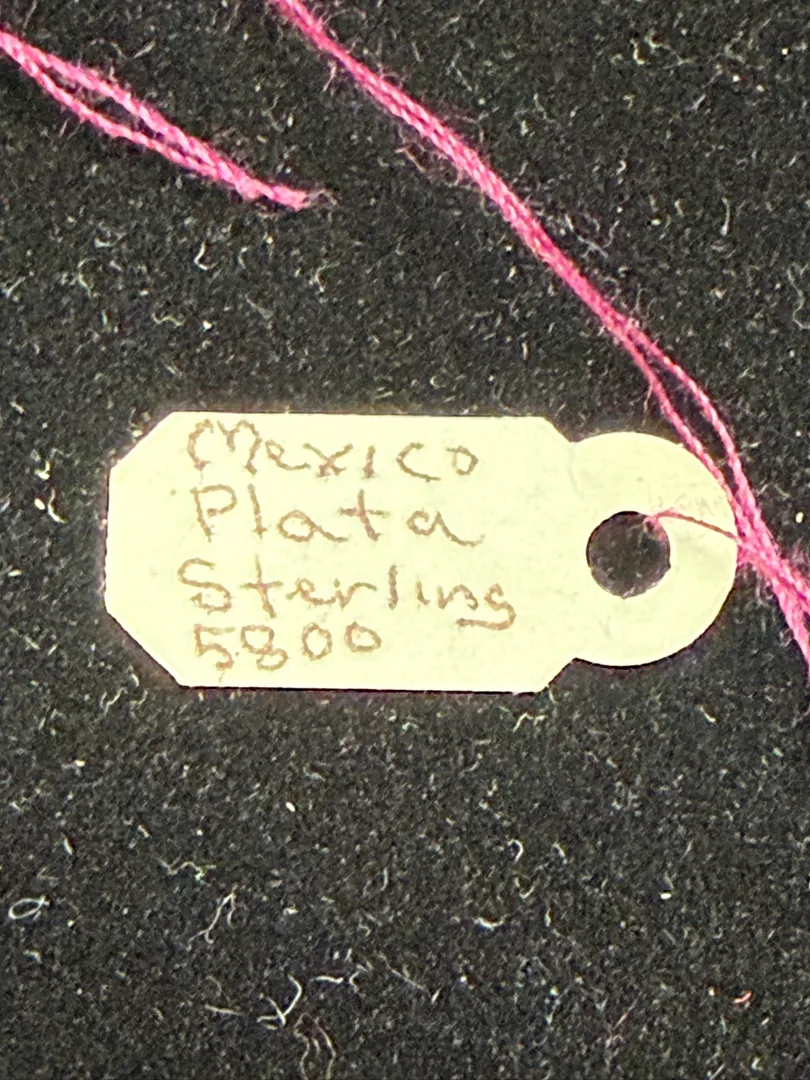 Mexico
Plata
Sterling
5800